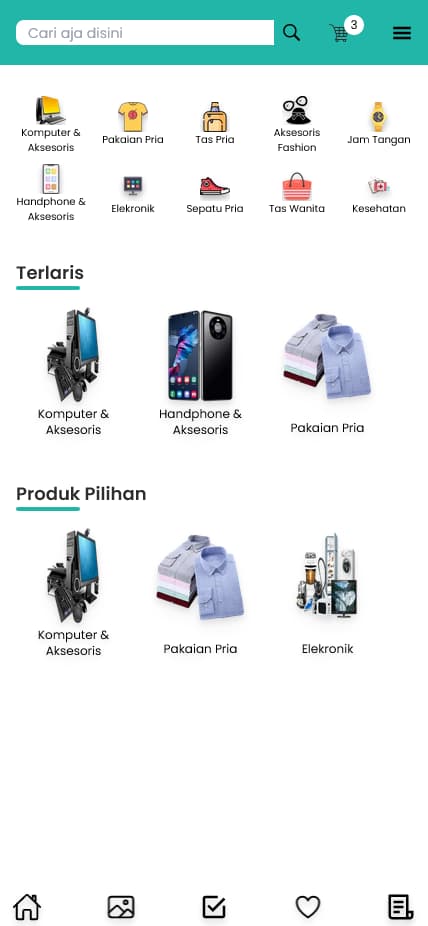 Cari aja disini
3
Komputer &
Aksesoris
Pakaian Pria
Tas Pria
Aksesoris
Fashion
Jam Tangan
Handphone &
Aksesoris
Elekronik
Sepatu Pria
Tas Wanita
Kesehatan
Terlaris
Komputer &
Aksesoris
Handphone &
Aksesoris
Pakaian Pria
Produk Pilihan
Komputer &
Aksesoris
Pakaian Pria
Elekronik